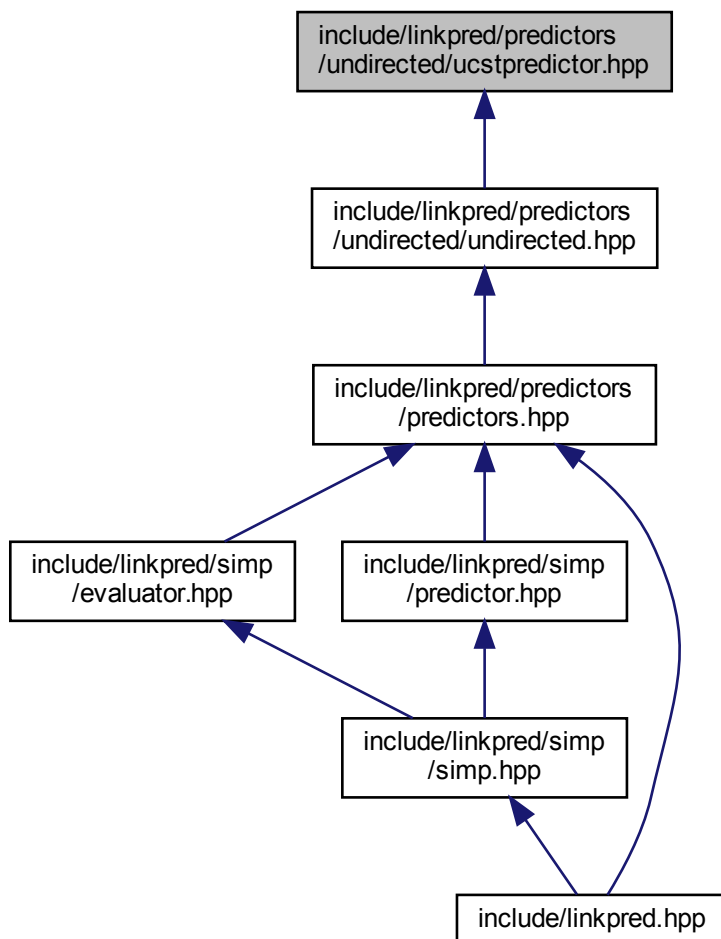 include/linkpred/predictors
/undirected/ucstpredictor.hpp
include/linkpred/predictors
/undirected/undirected.hpp
include/linkpred/predictors
/predictors.hpp
include/linkpred/simp
/evaluator.hpp
include/linkpred/simp
/predictor.hpp
include/linkpred/simp
/simp.hpp
include/linkpred.hpp